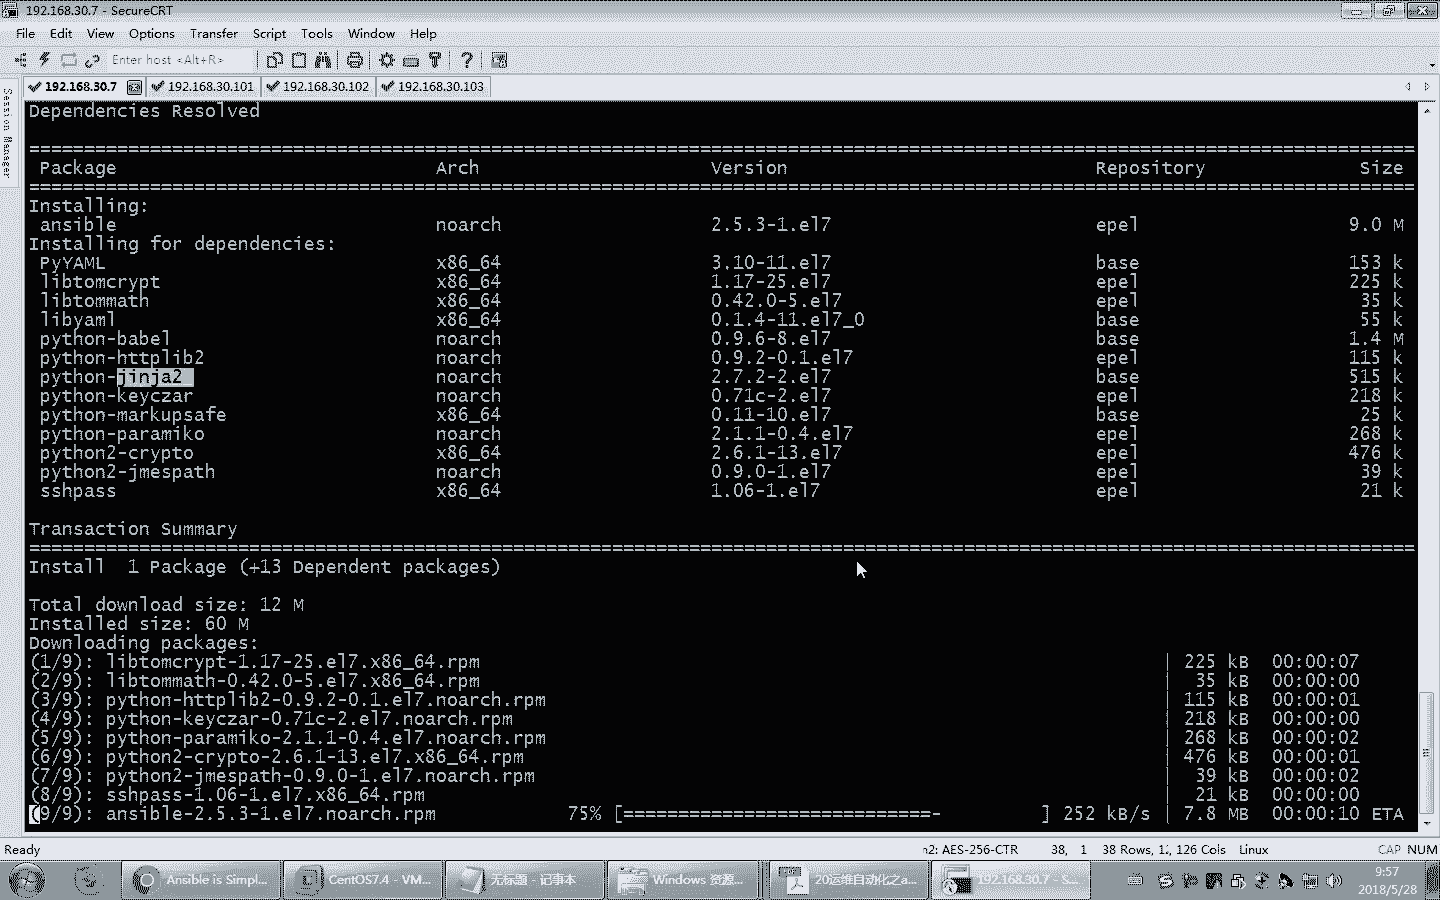 192.168.30.7 - SecureCRT
File Edit View Options Transfer Script Tools Window Help
Enter host <Alt+R>
192.168.30.7 192.168.30.101 192.168.30.102 192.168.30.103
Session Manager
Dependencies Resolved
================================================================================
Package Arch Version Repository Size
================================================================================
Installing:
ansible noarch 2.5.3-1.el7 epel 9.0 M
Installing for dependencies:
PyYAML x86_64 3.10-11.el7 base 153 k
libtomcrypt x86_64 1.17-25.el7 epel 225 k
libtommath x86_64 0.42.0-5.el7 epel 35 k
libyaml x86_64 0.1.4-11.el7_0 base 55 k
python-babel noarch 0.9.6-8.el7 base 1.4 M
python-httplib2 noarch 0.9.2-0.1.el7 epel 115 k
python-jinja2 noarch 2.7.2-2.el7 base 515 k
python-keyczar noarch 0.71c-2.el7 epel 218 k
python-markupsafe x86_64 0.11-10.el7 base 25 k
python-paramiko noarch 2.1.1-0.4.el7 epel 268 k
python2-crypto x86_64 2.6.1-13.el7 epel 476 k
python2-jmespath noarch 0.9.0-1.el7 epel 39 k
sshpass x86_64 1.06-1.el7 epel 21 k
Transaction Summary
================================================================================
Install 1 Package (+13 Dependent packages)
Total download size: 12 M
Installed size: 60 M
Downloading packages:
(1/9): libtomcrypt-1.17-25.el7.x86_64.rpm | 225 kB 00:00:07
(2/9): libtommath-0.42.0-5.el7.x86_64.rpm | 35 kB 00:00:00
(3/9): python-httplib2-0.9.2-0.1.el7.noarch.rpm | 115 kB 00:00:01
(4/9): python-keyczar-0.71c-2.el7.noarch.rpm | 218 kB 00:00:00
(5/9): python-paramiko-2.1.1-0.4.el7.noarch.rpm | 268 kB 00:00:02
(6/9): python2-crypto-2.6.1-13.el7.x86_64.rpm | 476 kB 00:00:01
(7/9): python2-jmespath-0.9.0-1.el7.noarch.rpm | 39 kB 00:00:02
(8/9): sshpass-1.06-1.el7.x86_64.rpm | 21 kB 00:00:00
(9/9): ansible-2.5.3-1.el7.noarch.rpm 75% [============================- ] 252 kB/s | 7.8 MB 00:00:10 ETA
Ready AES-256-CTR 38, 1 38 Rows, 126 Cols Linux CAP NUM
Ansible is Simpl... CentOS7.4 - VM... 无标题 - 记事本 Windows 资源... 20运维自动化之a... 192.168.30.7 - S...
9:57
2018/5/28